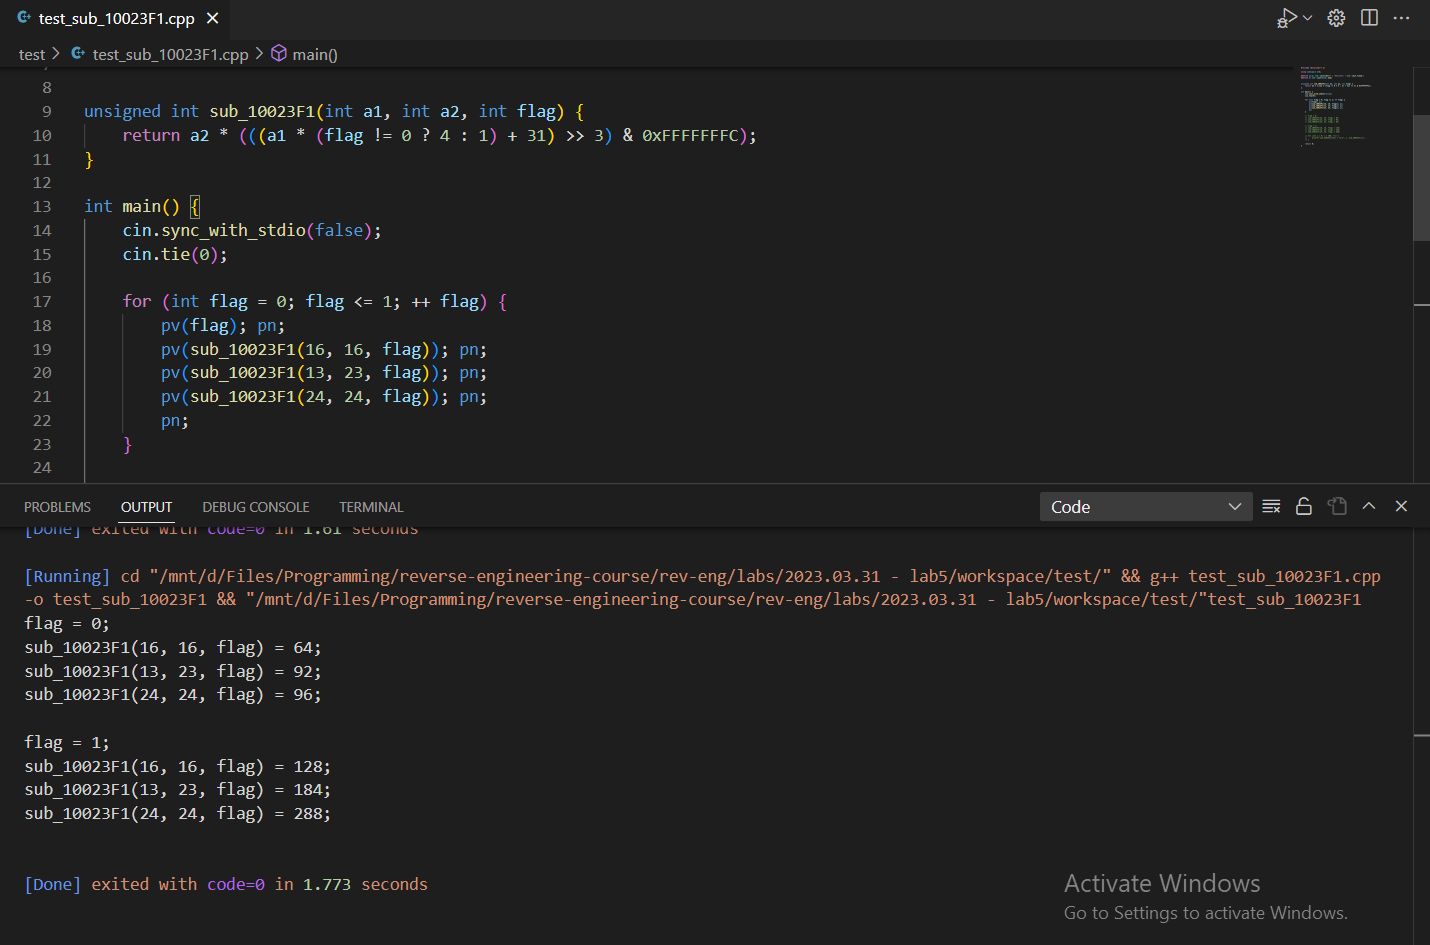 test_sub_10023F1.cpp
test > test_sub_10023F1.cpp > main()
8
9 unsigned int sub_10023F1(int a1, int a2, int flag) {
10 return a2 * (((a1 * (flag != 0 ? 4 : 1) + 31) >> 3) & 0xFFFFFFFC);
11 }
12
13 int main() {
14 cin.sync_with_stdio(false);
15 cin.tie(0);
16
17 for (int flag = 0; flag <= 1; ++ flag) {
18 pv(flag); pn;
19 pv(sub_10023F1(16, 16, flag)); pn;
20 pv(sub_10023F1(13, 23, flag)); pn;
21 pv(sub_10023F1(24, 24, flag)); pn;
22 pn;
23 }
24
PROBLEMS OUTPUT DEBUG CONSOLE TERMINAL Code
[Done] exited with code=0 in 1.61 seconds
[Running] cd "/mnt/d/Files/Programming/reverse-engineering-course/rev-eng/labs/2023.03.31 - lab5/workspace/test/" && g++ test_sub_10023F1.cpp
-o test_sub_10023F1 && "/mnt/d/Files/Programming/reverse-engineering-course/rev-eng/labs/2023.03.31 - lab5/workspace/test/"test_sub_10023F1
flag = 0;
sub_10023F1(16, 16, flag) = 64;
sub_10023F1(13, 23, flag) = 92;
sub_10023F1(24, 24, flag) = 96;
flag = 1;
sub_10023F1(16, 16, flag) = 128;
sub_10023F1(13, 23, flag) = 184;
sub_10023F1(24, 24, flag) = 288;
[Done] exited with code=0 in 1.773 seconds
Activate Windows
Go to Settings to activate Windows.